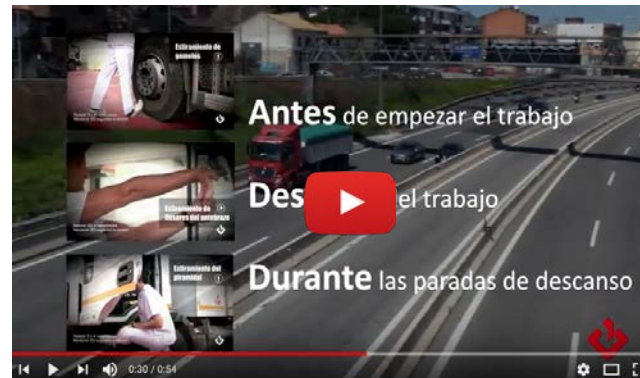 Estiramiento de
gemelos
Antes de empezar el trabajo
Des el trabajo
Estiramiento de
flexores del antebrazo
Estiramiento del
piramidal
Durante las paradas de descanso
0:30 / 0:54